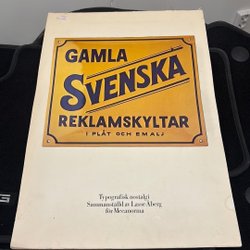 GAMLA
SVENSKA
REKLAMSKYLTAR
I PLÅT OCH EMALJ
Typografisk nostalgi
Sammanställd av Lasse Åberg
för Mecanorma